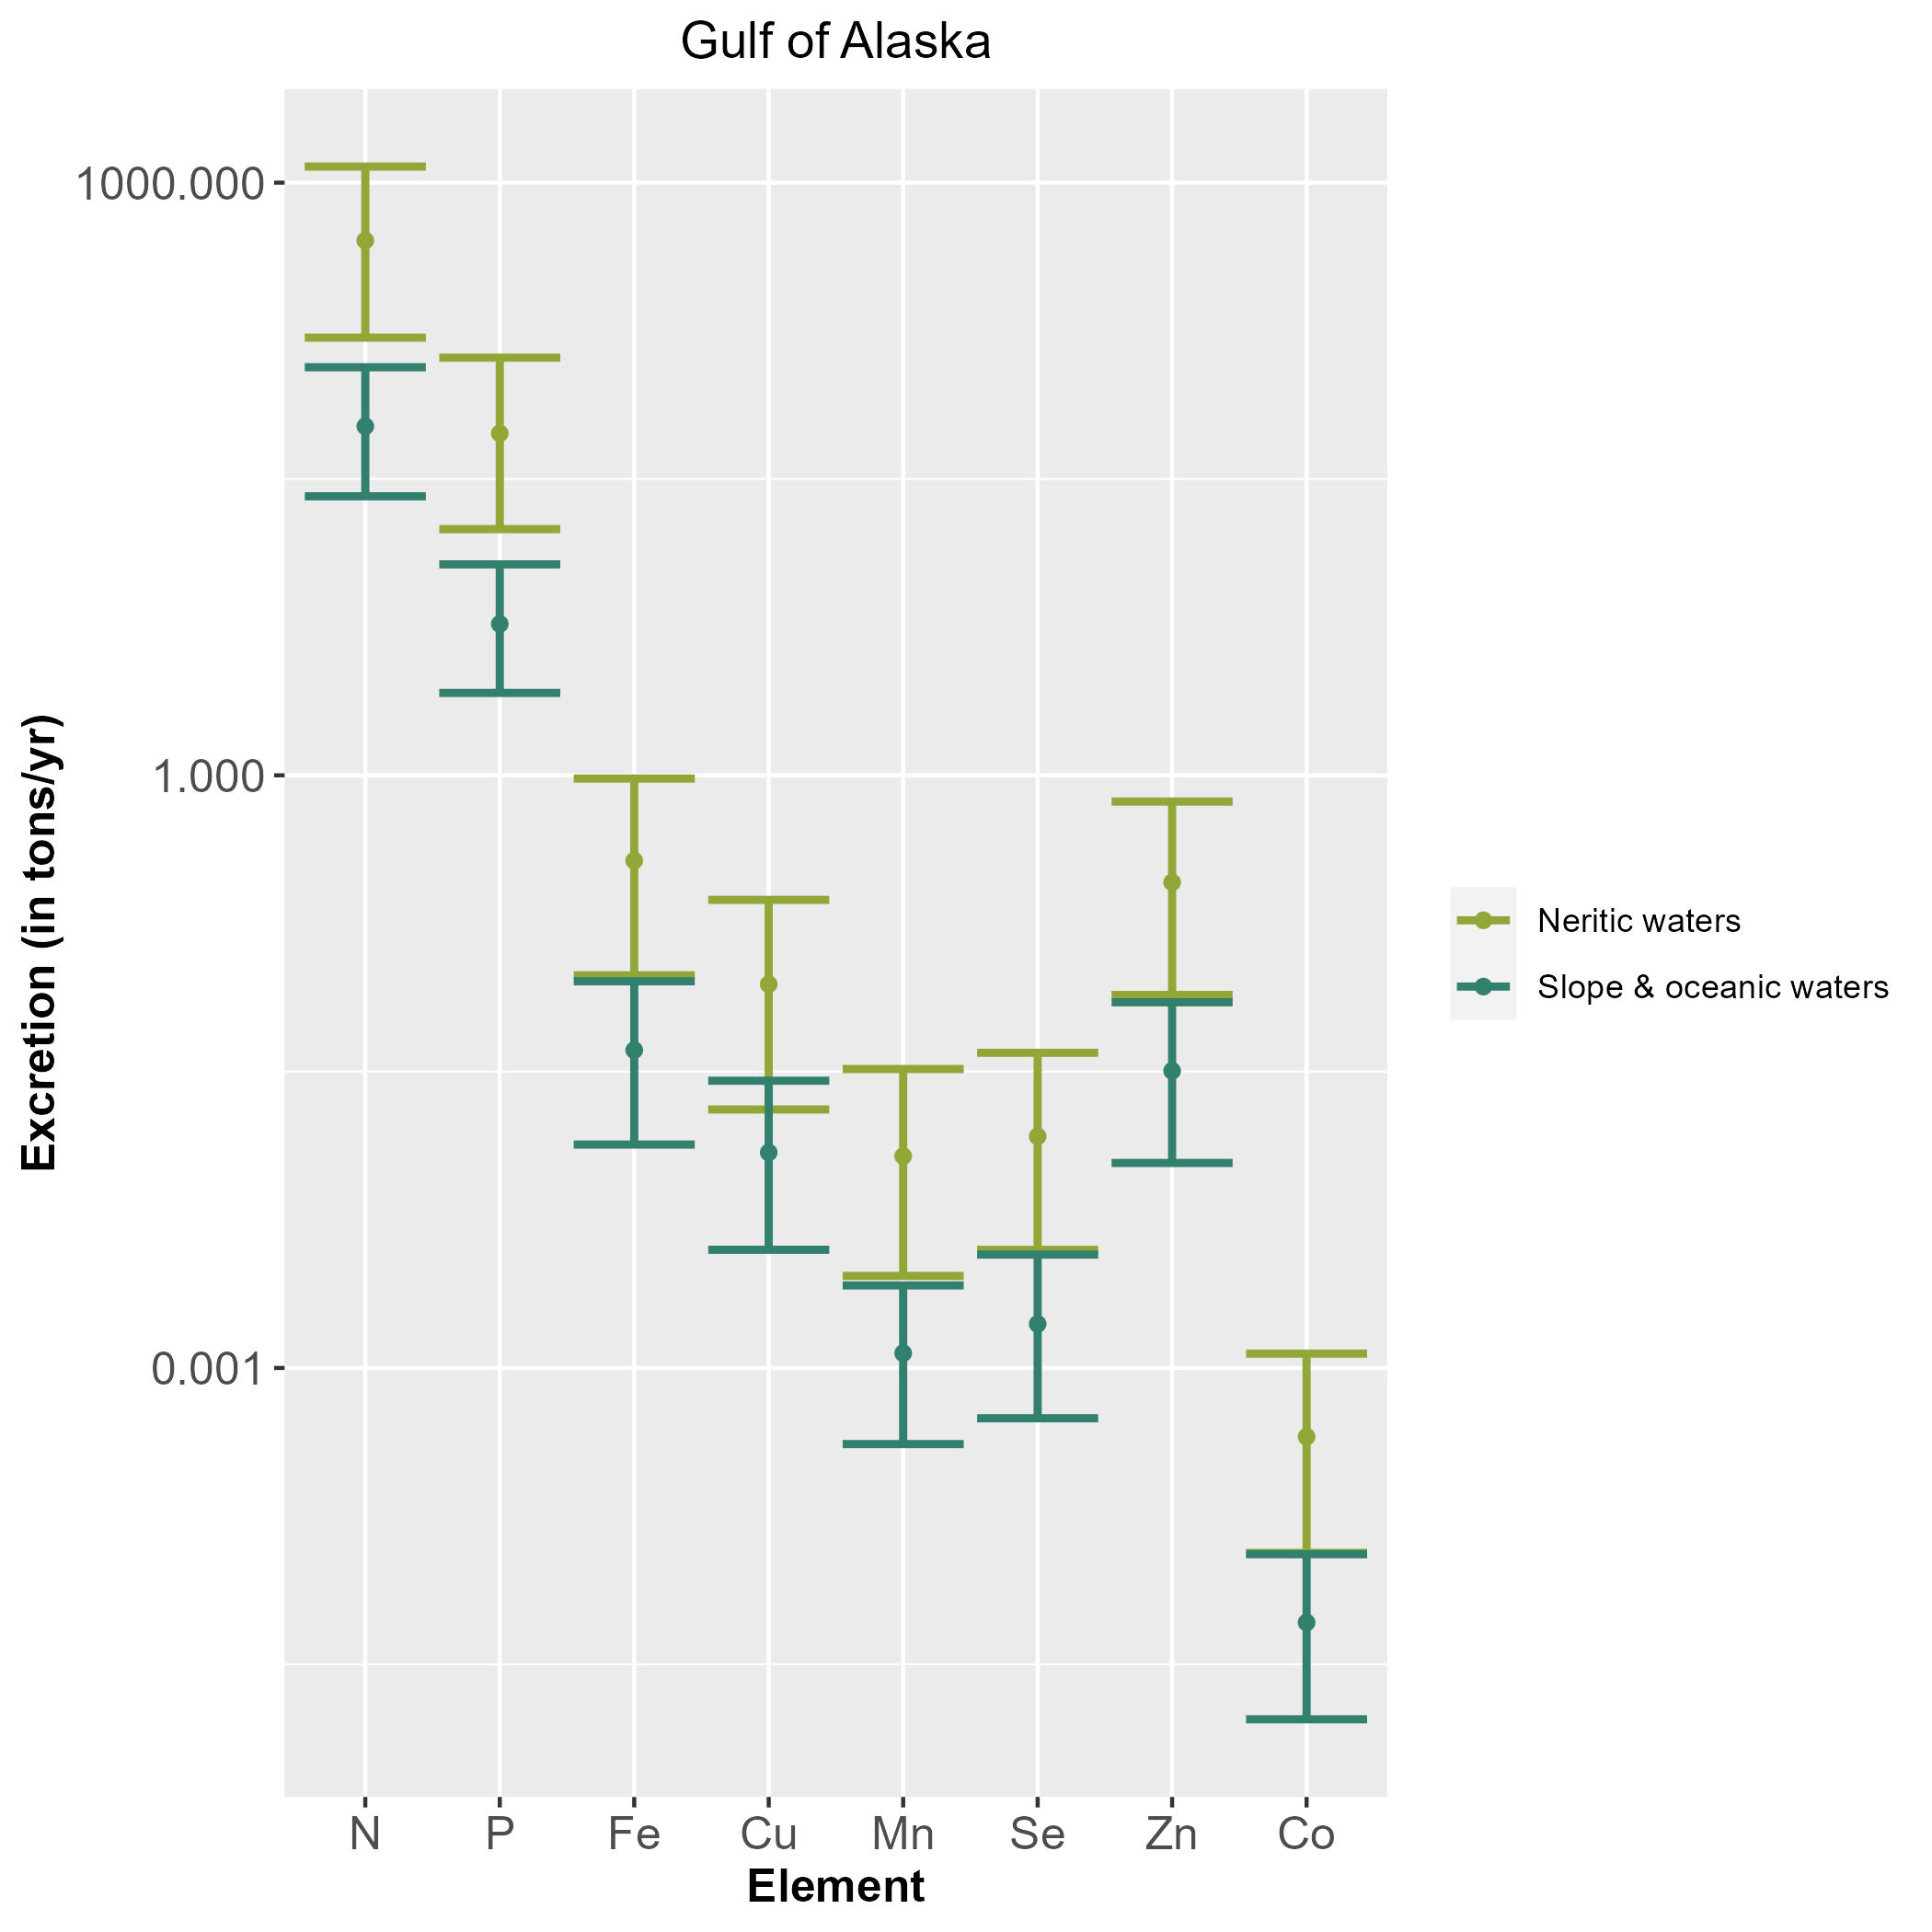 Gulf of Alaska
1000.000
1.000
0.001
Excretion (in tons/yr)
N P Fe Cu Mn Se Zn Co
Element
Neritic waters
Slope & oceanic waters